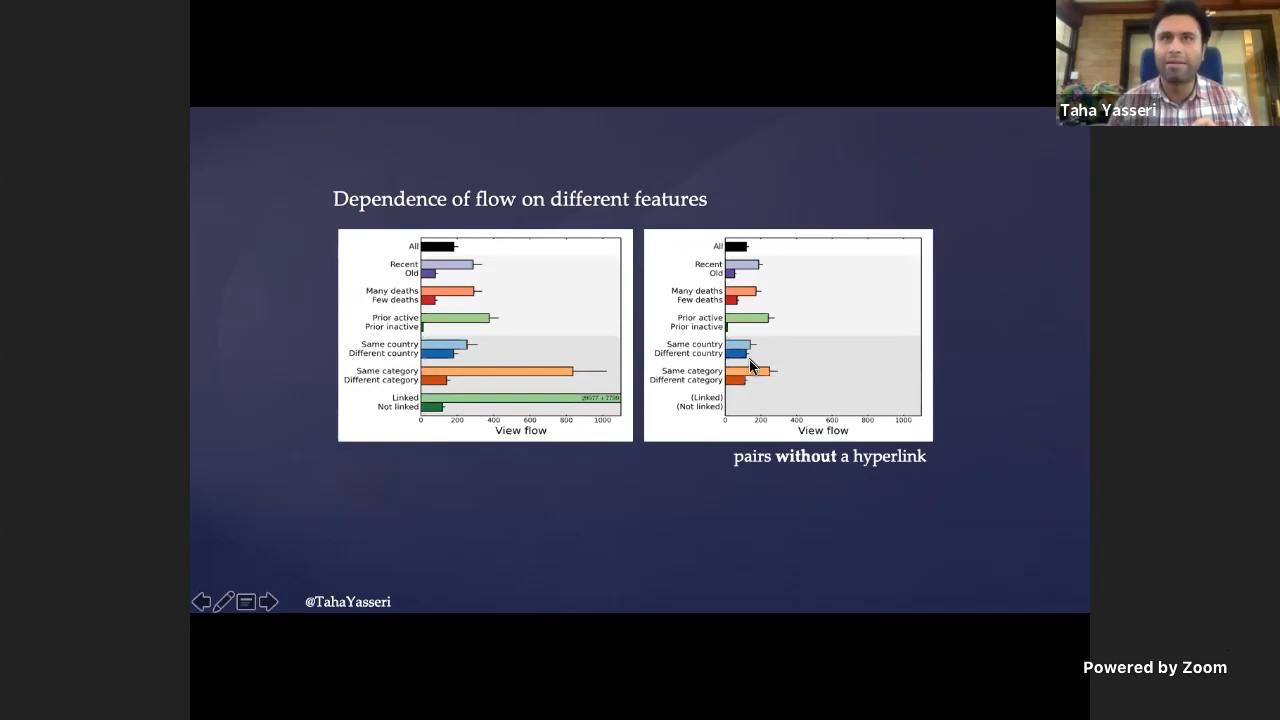 Taha Yasseri
Dependence of flow on different features
All
Recent
Old
Many deaths
Few deaths
Prior active
Prior inactive
Same country
Different country
Same category
Different category
Linked
Not linked
0 200 400 600 800 1000
View flow
All
Recent
Old
Many deaths
Few deaths
Prior active
Prior inactive
Same country
Different country
Same category
Different category
(Linked)
(Not linked)
0 200 400 600 800 1000
View flow
pairs without a hyperlink
@TahaYasseri
Powered by Zoom